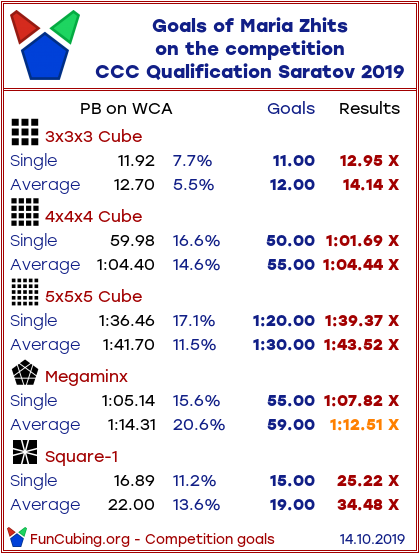 Goals of Maria Zhits
on the competition
CCC Qualification Saratov 2019
PB on WCA Goals Results
3x3x3 Cube
Single 11.92 7.7% 11.00 12.95 X
Average 12.70 5.5% 12.00 14.14 X
4x4x4 Cube
Single 59.98 16.6% 50.00 1:01.69 X
Average 1:04.40 14.6% 55.00 1:04.44 X
5x5x5 Cube
Single 1:36.46 17.1% 1:20.00 1:39.37 X
Average 1:41.70 11.5% 1:30.00 1:43.52 X
Megaminx
Single 1:05.14 15.6% 55.00 1:07.82 X
Average 1:14.31 20.6% 59.00 1:12.51 X
Square-1
Single 16.89 11.2% 15.00 25.22 X
Average 22.00 13.6% 19.00 34.48 X
FunCubing.org - Competition goals 14.10.2019